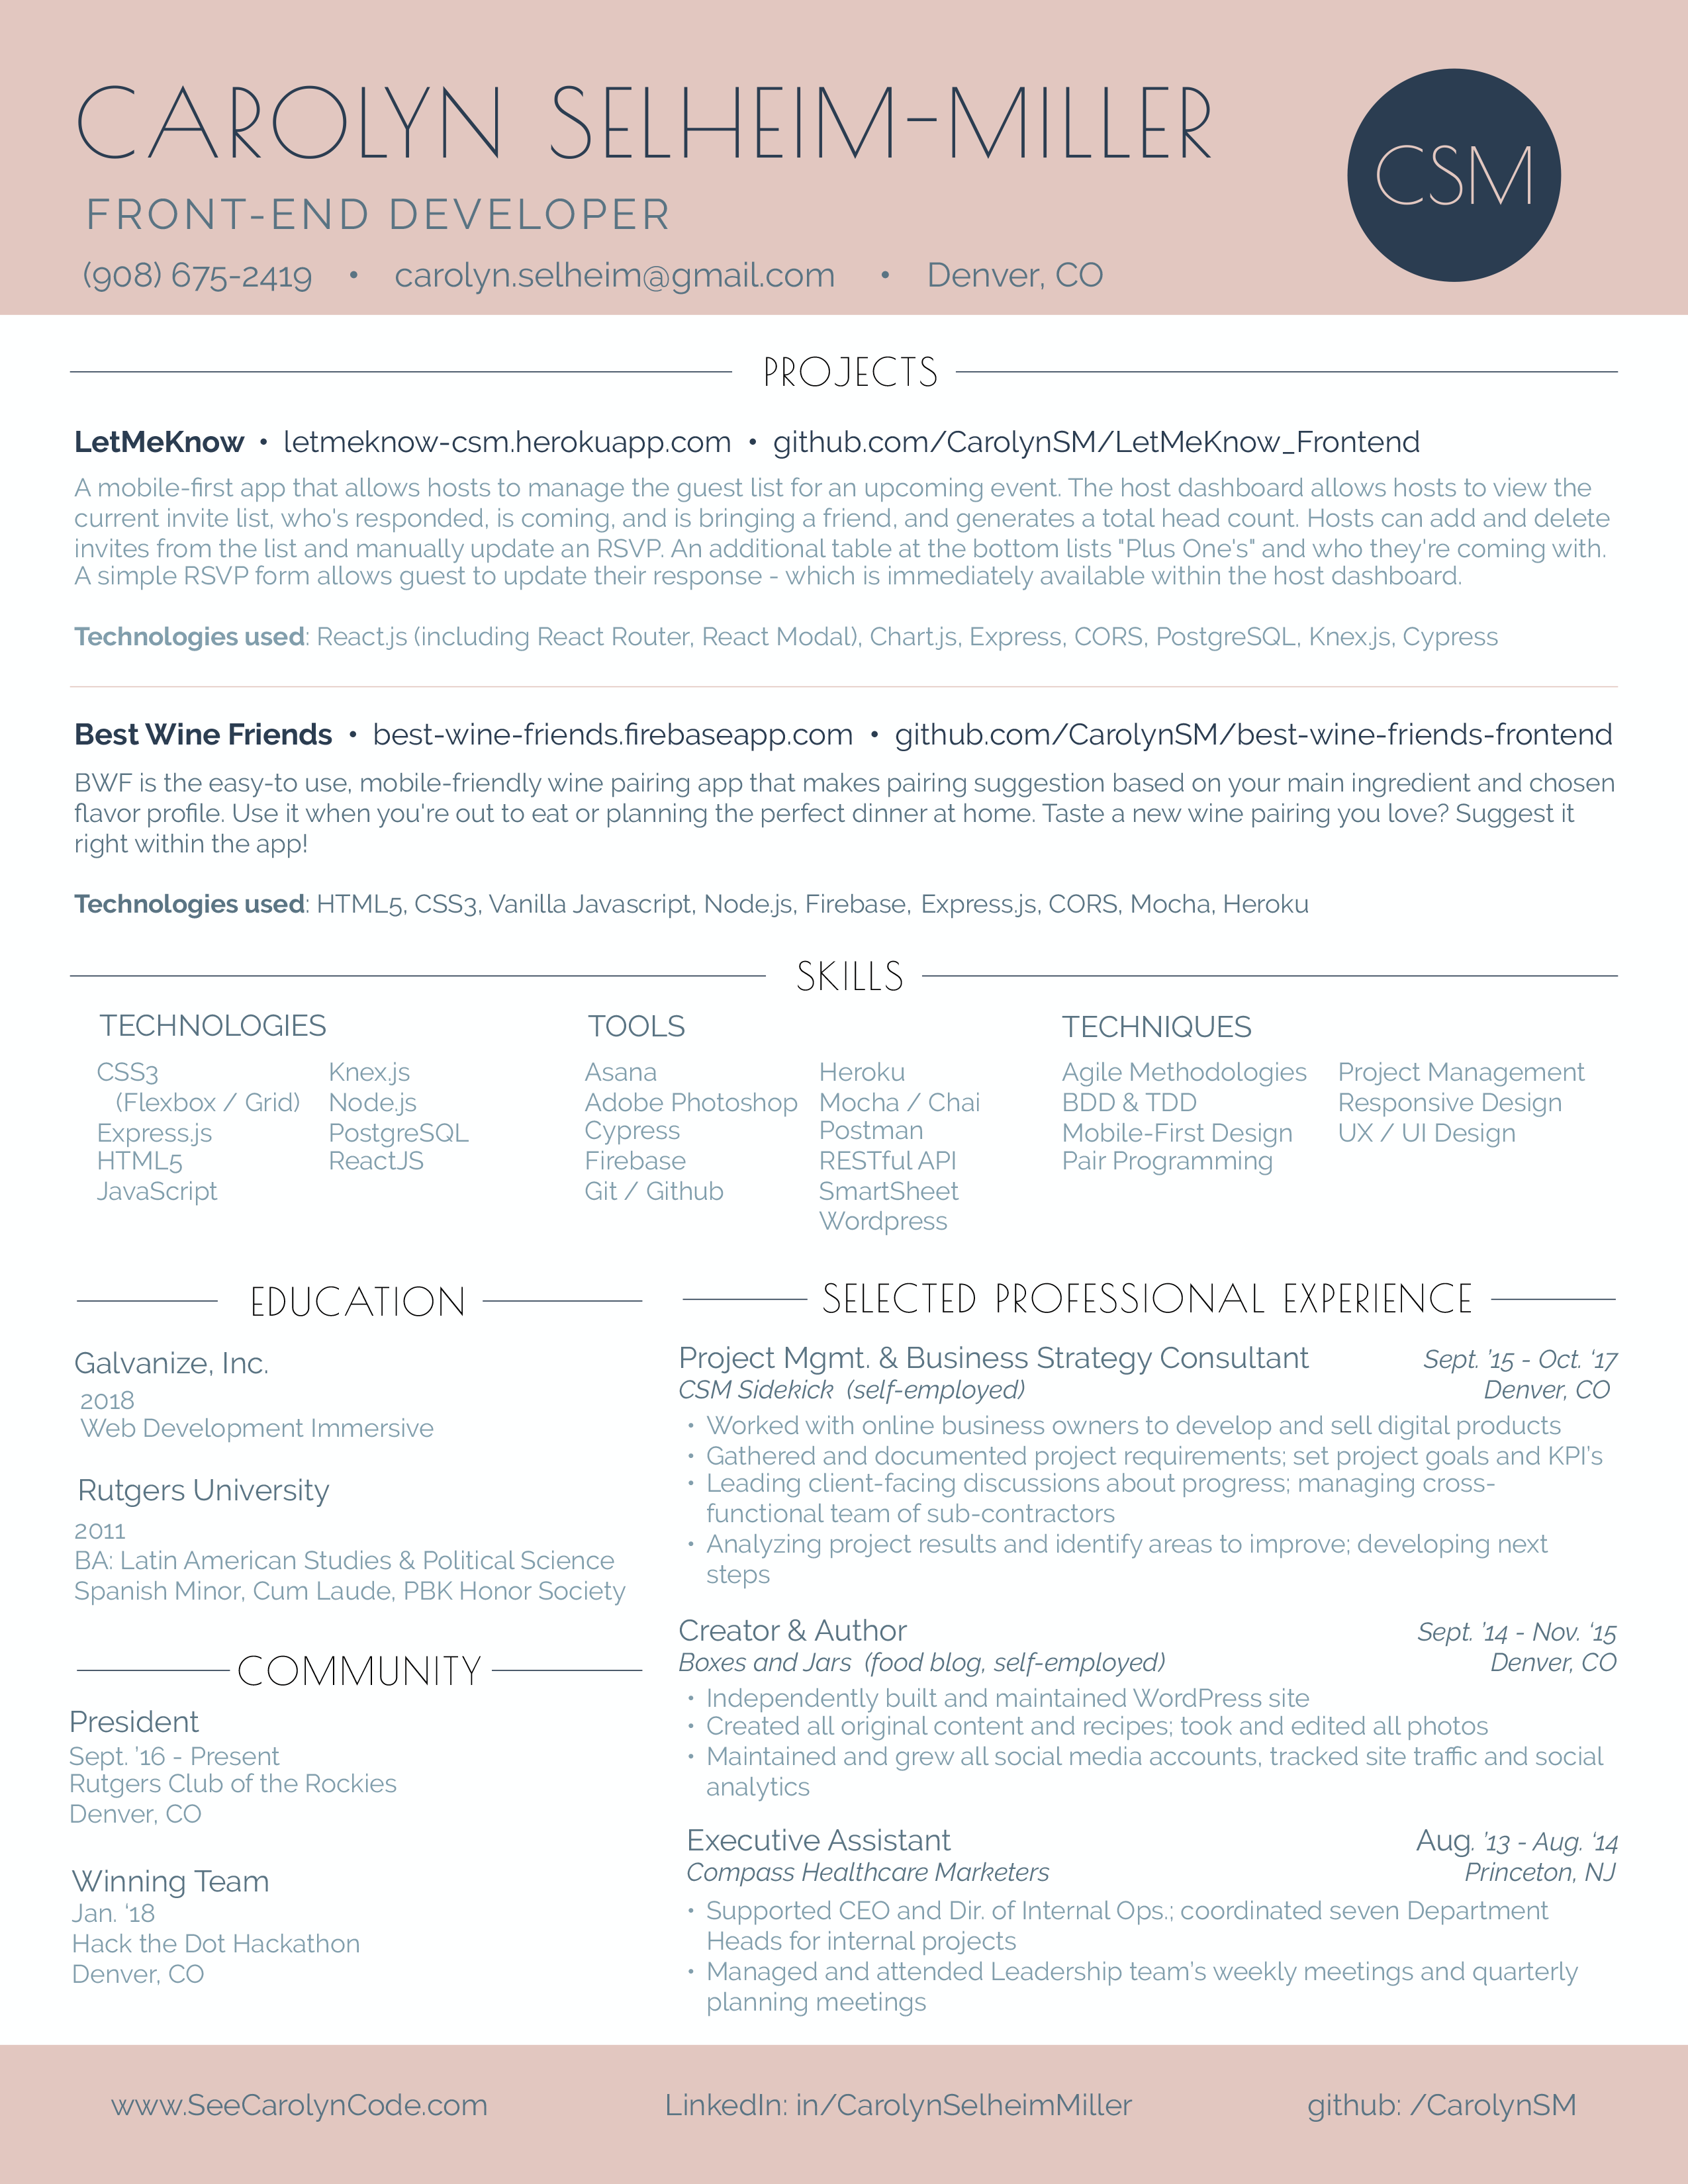 CAROLYN SELHEIM-MILLER
CSM
FRONT-END DEVELOPER
(908) 675-2419 • carolyn.selheim@gmail.com • Denver, CO
PROJECTS
LetMeKnow • letmeknow-csm.herokuapp.com • github.com/CarolynSM/LetMeKnow_Frontend
A mobile-first app that allows hosts to manage the guest list for an upcoming event. The host dashboard allows hosts to view the
current invite list, who's responded, is coming, and is bringing a friend, and generates a total head count. Hosts can add and delete
invites from the list and manually update an RSVP. An additional table at the bottom lists "Plus One's" and who they're coming with.
A simple RSVP form allows guest to update their response - which is immediately available within the host dashboard.
Technologies used: React.js (including React Router, React Modal), Chart.js, Express, CORS, PostgreSQL, Knex.js, Cypress
Best Wine Friends • best-wine-friends.firebaseapp.com • github.com/CarolynSM/best-wine-friends-frontend
BWF is the easy-to use, mobile-friendly wine pairing app that makes pairing suggestion based on your main ingredient and chosen
flavor profile. Use it when you're out to eat or planning the perfect dinner at home. Taste a new wine pairing you love? Suggest it
right within the app!
Technologies used: HTML5, CSS3, Vanilla Javascript, Node.js, Firebase, Express.js, CORS, Mocha, Heroku
SKILLS
TECHNOLOGIES
CSS3
(Flexbox / Grid)
Express.js
HTML5
JavaScript
Knex.js
Node.js
PostgreSQL
ReactJS
TOOLS
Asana
Adobe Photoshop
Cypress
Firebase
Git / Github
Heroku
Mocha / Chai
Postman
RESTful API
SmartSheet
Wordpress
TECHNIQUES
Agile Methodologies
BDD & TDD
Mobile-First Design
Pair Programming
Project Management
Responsive Design
UX / UI Design
EDUCATION
Galvanize, Inc.
2018
Web Development Immersive
Rutgers University
2011
BA: Latin American Studies & Political Science
Spanish Minor, Cum Laude, PBK Honor Society
COMMUNITY
President
Sept. ’16 - Present
Rutgers Club of the Rockies
Denver, CO
Winning Team
Jan. ‘18
Hack the Dot Hackathon
Denver, CO
SELECTED PROFESSIONAL EXPERIENCE
Project Mgmt. & Business Strategy Consultant Sept. ’15 - Oct. ‘17
CSM Sidekick (self-employed) Denver, CO
• Worked with online business owners to develop and sell digital products
• Gathered and documented project requirements; set project goals and KPI’s
• Leading client-facing discussions about progress; managing cross-
functional team of sub-contractors
• Analyzing project results and identify areas to improve; developing next
steps
Creator & Author Sept. ’14 - Nov. ‘15
Boxes and Jars (food blog, self-employed) Denver, CO
• Independently built and maintained WordPress site
• Created all original content and recipes; took and edited all photos
• Maintained and grew all social media accounts, tracked site traffic and social
analytics
Executive Assistant Aug. ’13 - Aug. ‘14
Compass Healthcare Marketers Princeton, NJ
• Supported CEO and Dir. of Internal Ops.; coordinated seven Department
Heads for internal projects
• Managed and attended Leadership team’s weekly meetings and quarterly
planning meetings
www.SeeCarolynCode.com LinkedIn: in/CarolynSelheimMiller github: /CarolynSM